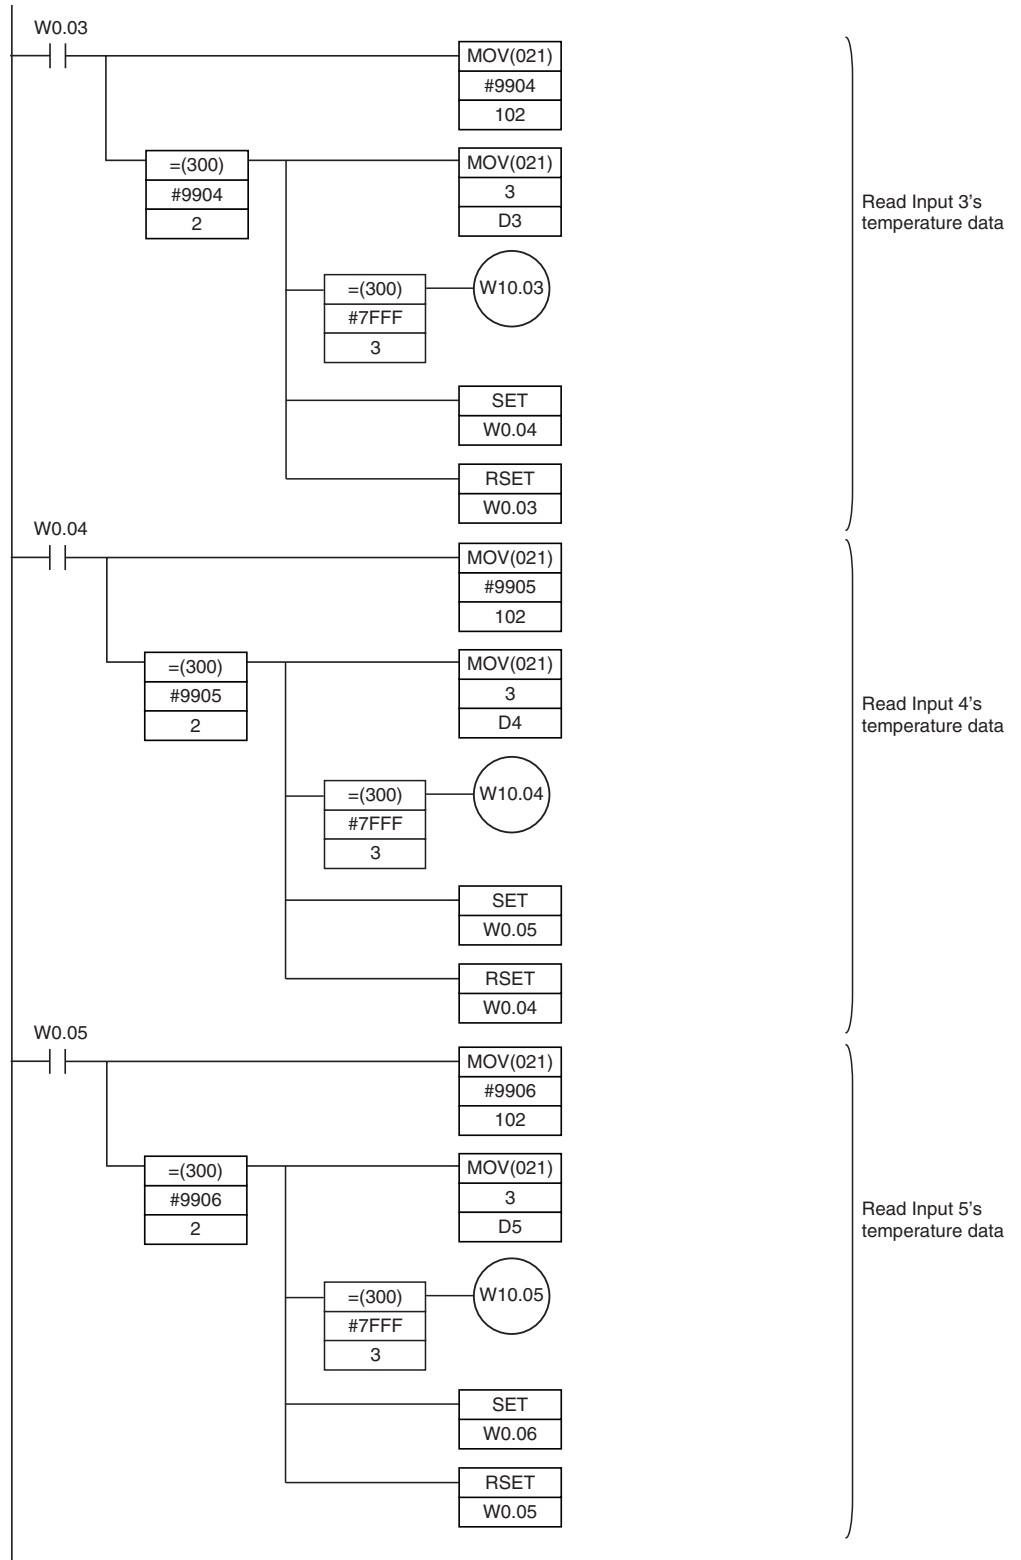 W0.03
MOV(021)
#9904
102
=(300)
#9904
2
MOV(021)
3
D3
=(300)
#7FFF
3
W10.03
SET
W0.04
RSET
W0.03
Read Input 3's
temperature data
W0.04
MOV(021)
#9905
102
=(300)
#9905
2
MOV(021)
3
D4
=(300)
#7FFF
3
W10.04
SET
W0.05
RSET
W0.04
Read Input 4's
temperature data
W0.05
MOV(021)
#9906
102
=(300)
#9906
2
MOV(021)
3
D5
=(300)
#7FFF
3
W10.05
SET
W0.06
RSET
W0.05
Read Input 5's
temperature data